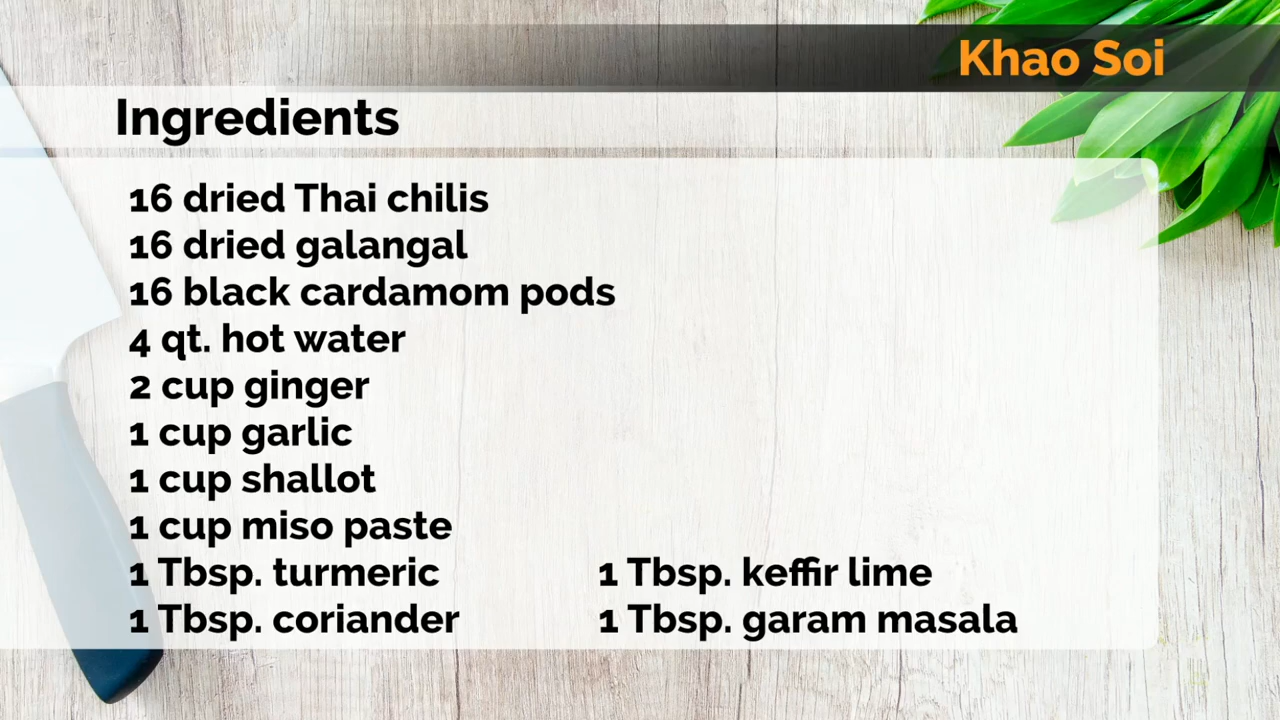 Khao Soi
Ingredients
16 dried Thai chilis
16 dried galangal
16 black cardamom pods
4 qt. hot water
2 cup ginger
1 cup garlic
1 cup shallot
1 cup miso paste
1 Tbsp. turmeric
1 Tbsp. coriander
1 Tbsp. keffir lime
1 Tbsp. garam masala